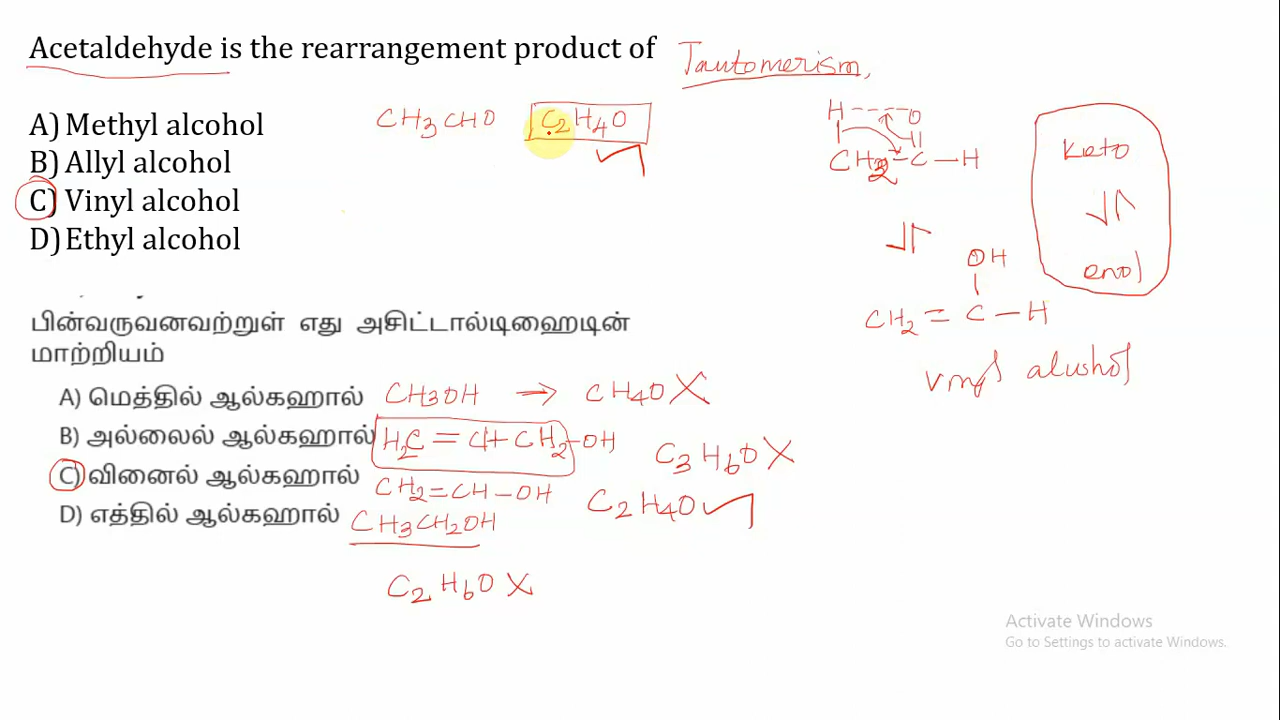 Acetaldehyde is the rearrangement product of
Tautomerism,
A) Methyl alcohol
B) Allyl alcohol
C) Vinyl alcohol
D) Ethyl alcohol
CH3CHO C2H4O
H O
C – H
Keto
enol
OH
CH2 = C – H
vinyl alcohol
பின்வருவனவற்றுள் எது அசிட்டால்டிஹைடின்
மாற்றியம்
A) மெத்தில் ஆல்கஹால் CH3OH → CH4O X
B) அல்லைல் ஆல்கஹால் H2C = CH CH2-OH C3H6O X
C) வினைல் ஆல்கஹால் CH2=CH-OH C2H4O ✓
D) எத்தில் ஆல்கஹால் CH3CH2OH
C2H6O X
Activate Windows
Go to Settings to activate Windows.